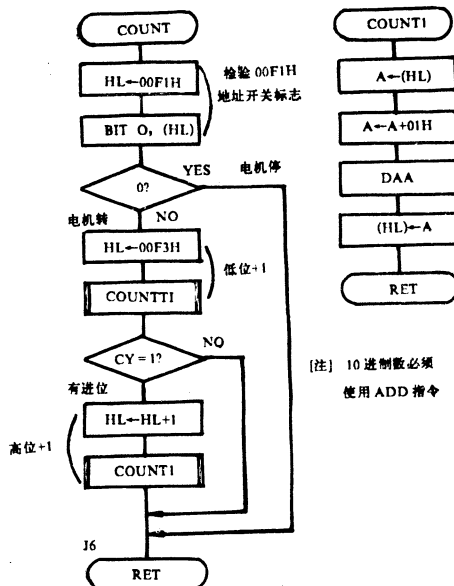 COUNT
HL←00F1H
检验 00F1H
地址开关标志
BIT O, (HL)
0?
YES
电机停
电机转
NO
HL←00F3H
低位+1
COUNTT1
CY = 1?
NO
有进位
HL←HL+1
高位+1
COUNT1
J6
RET
COUNT1
A←(HL)
A←A+01H
DAA
(HL)←A
RET
[注] 10 进制数必须
使用 ADD 指令